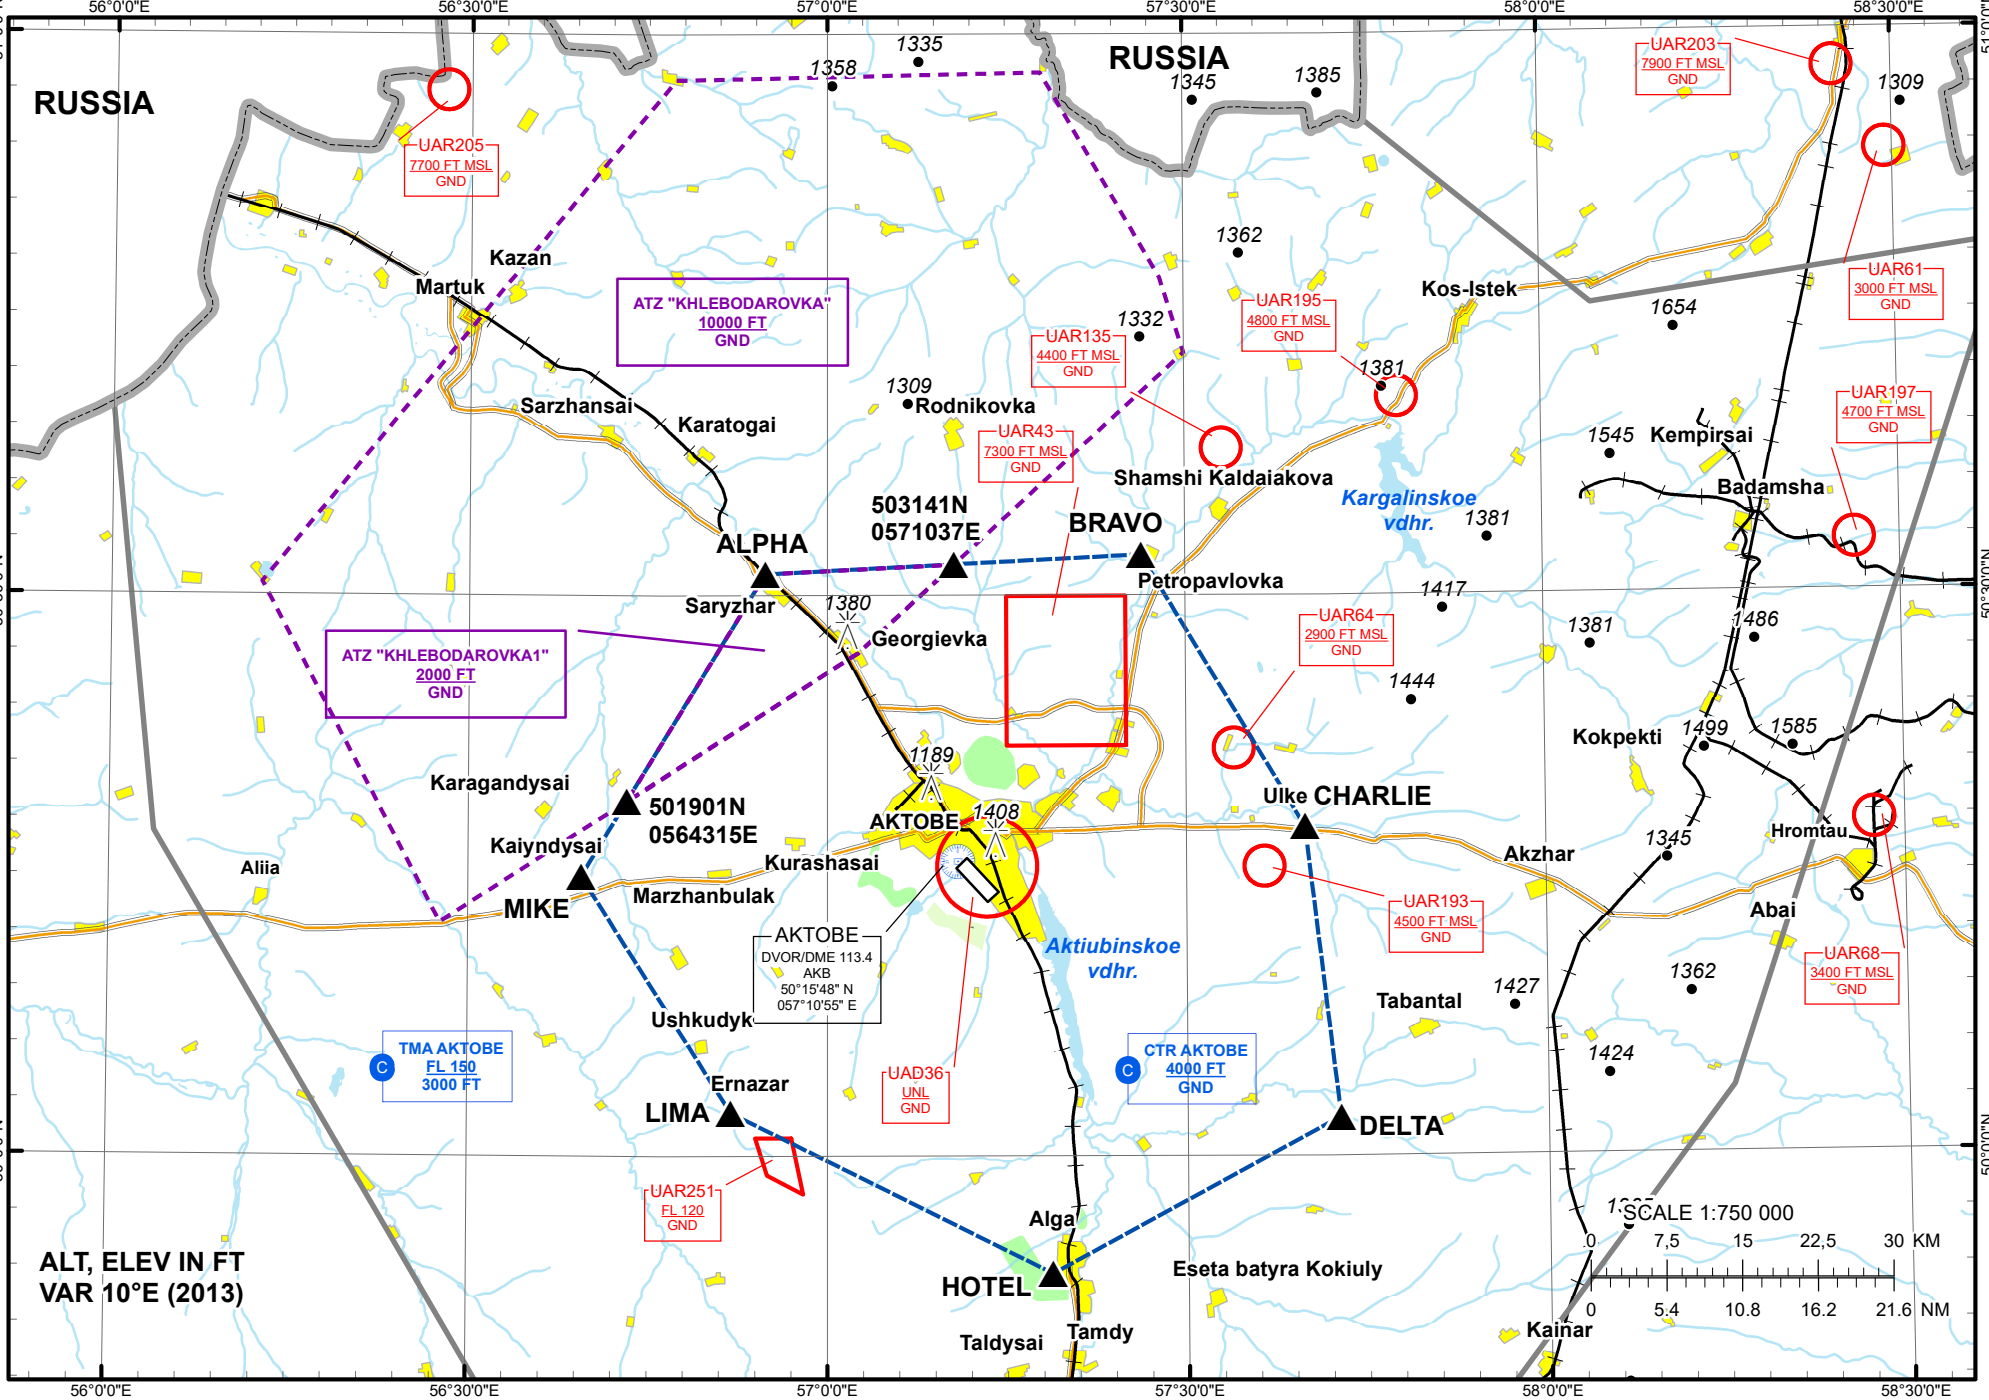 56°0'0"E
56°30'0"E
57°0'0"E
57°30'0"E
58°0'0"E
58°30'0"E
RUSSIA
RUSSIA
1335
1358
1345
1385
UAR203
7900 FT MSL
GND
1309
UAR205
7700 FT MSL
GND
Kazan
Martuk
1362
Kos-Istek
UAR61
3000 FT MSL
GND
ATZ "KHLEBODAROVKA"
10000 FT
GND
UAR195
4800 FT MSL
GND
1654
1332
UAR135
4400 FT MSL
GND
1381
Sarzhansai
Karatogai
1309
Rodnikovka
UAR197
4700 FT MSL
GND
UAR43
7300 FT MSL
GND
1545
Kempirsai
Shamshi Kaldaiakova
Badamsha
503141N
0571037E
BRAVO
Kargalinskoe
vdhr.
1381
ALPHA
Petropavlovka
50°30'0"N
Saryzhar
1380
Georgievka
1417
UAR64
2900 FT MSL
GND
1381
1486
ATZ "KHLEBODAROVKA1"
2000 FT
GND
1444
Kokpekti
1499
1585
1189
Karagandysai
501901N
0564315E
Ulke CHARLIE
AKTOBE
1408
Kaiyndysai
Kurashasai
1345
Hromtau
Akzhar
Aliia
MIKE
Marzhanbulak
UAR193
4500 FT MSL
GND
Abai
AKTOBE
DVOR/DME 113.4
AKB
50°15'48" N
057°10'55" E
Aktiubinskoe
vdhr.
UAR68
3400 FT MSL
GND
1362
1427
Tabantal
Ushkudyk
TMA AKTOBE
FL 150
3000 FT
C
CTR AKTOBE
4000 FT
GND
C
1424
UAD36
UNL
GND
Ernazar
LIMA
DELTA
50°0'0"N
UAR251
FL 120
GND
Alga
SCALE 1:750 000
0 7,5 15 22,5 30 KM
0 5.4 10.8 16.2 21.6 NM
ALT, ELEV IN FT
VAR 10°E (2013)
HOTEL
Eseta batyra Kokiuly
Taldysai
Tamdy
Kainar
56°0'0"E
56°30'0"E
57°0'0"E
57°30'0"E
58°0'0"E
58°30'0"E